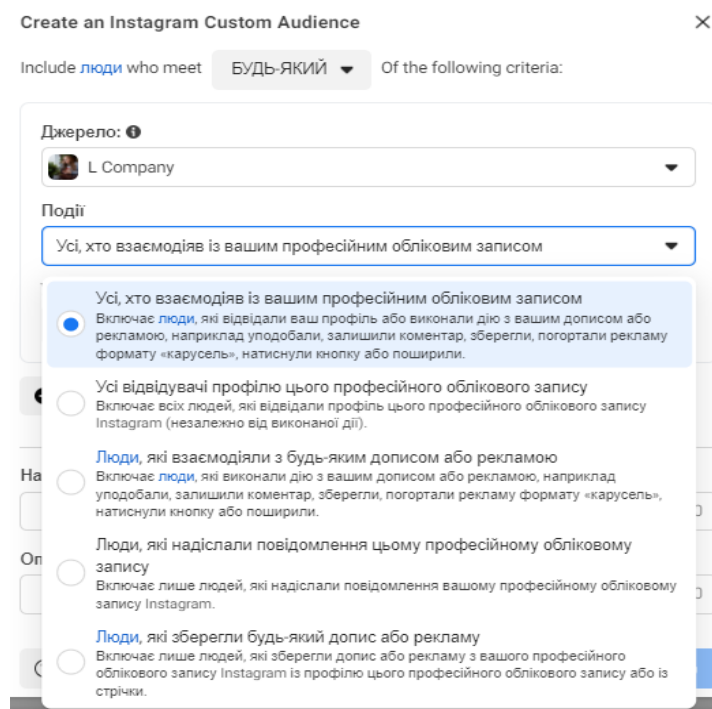 Create an Instagram Custom Audience
Include люди who meet БУДЬ-ЯКИЙ Of the following criteria:
Джерело:
L Company
Події
Усі, хто взаємодіяв із вашим професійним обліковим записом
Усі, хто взаємодіяв із вашим професійним обліковим записом
Включає люди, які відвідали ваш профіль або виконали дію з вашим дописом або
рекламою, наприклад уподобали, залишили коментар, зберегли, погортали рекламу
формату «карусель», натиснули кнопку або поширили.
Усі відвідувачі профілю цього професійного облікового запису
Включає всіх людей, які відвідали профіль цього професійного облікового запису
Instagram (незалежно від виконаної дії).
Люди, які взаємодіяли з будь-яким дописом або рекламою
Включає люди, які виконали дію з вашим дописом або рекламою, наприклад
уподобали, залишили коментар, зберегли, погортали рекламу формату «карусель»,
натиснули кнопку або поширили.
Люди, які надіслали повідомлення цьому професійному обліковому
запису
Включає лише людей, які надіслали повідомлення вашому професійному обліковому
запису Instagram.
Люди, які зберегли будь-який допис або рекламу
Включає лише людей, які зберегли допис або рекламу з вашого професійного
облікового запису Instagram із профілю цього професійного облікового запису або із
стрічки.